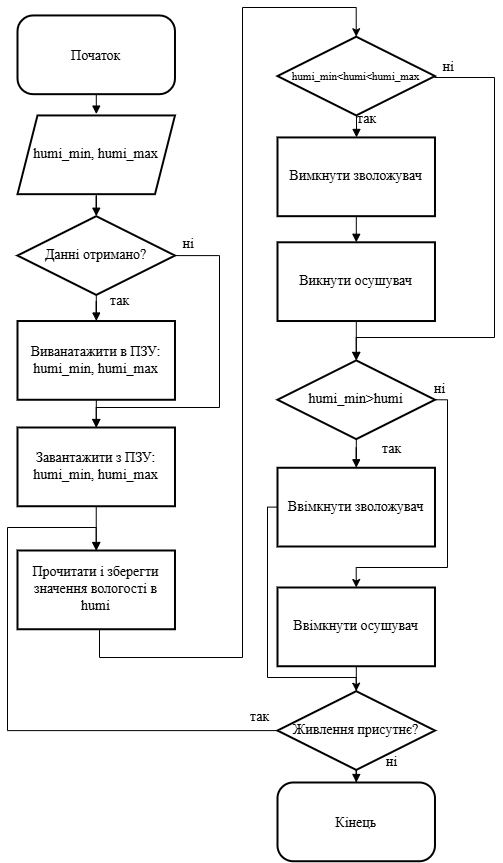 Початок
humi_min, humi_max
Данні отримано?
ні
так
Виванатажити в ПЗУ:
humi_min, humi_max
Завантажити з ПЗУ:
humi_min, humi_max
Прочитати і зберегти
значення вологості в
humi
humi_min<humi<humi_max
ні
так
Вимкнути зволожувач
Викнути осушувач
humi_min>humi
ні
так
Ввімкнути зволожувач
Ввімкнути осушувач
Живлення присутнє?
так
ні
Кінець